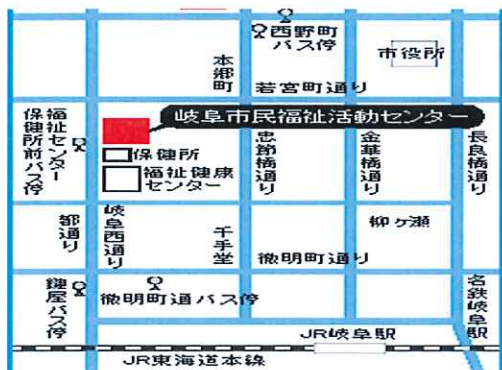 西野町
バス停
市役所
本郷町
若宮町通り
岐阜市民福祉活動センター
福祉センター
保健所前バス停
保健所
福祉健康
センター
忠節橋通り
金華橋通り
長良橋通り
都通り
岐阜西通り
千手堂
柳ヶ瀬
徹明町通り
鍵屋バス停
徹明町通バス停
名鉄岐阜駅
JR岐阜駅
JR東海道本線